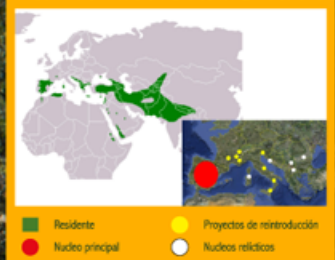 Residente
Proyectos de reintroducción
Nucleo principal
Nucleos relícticos